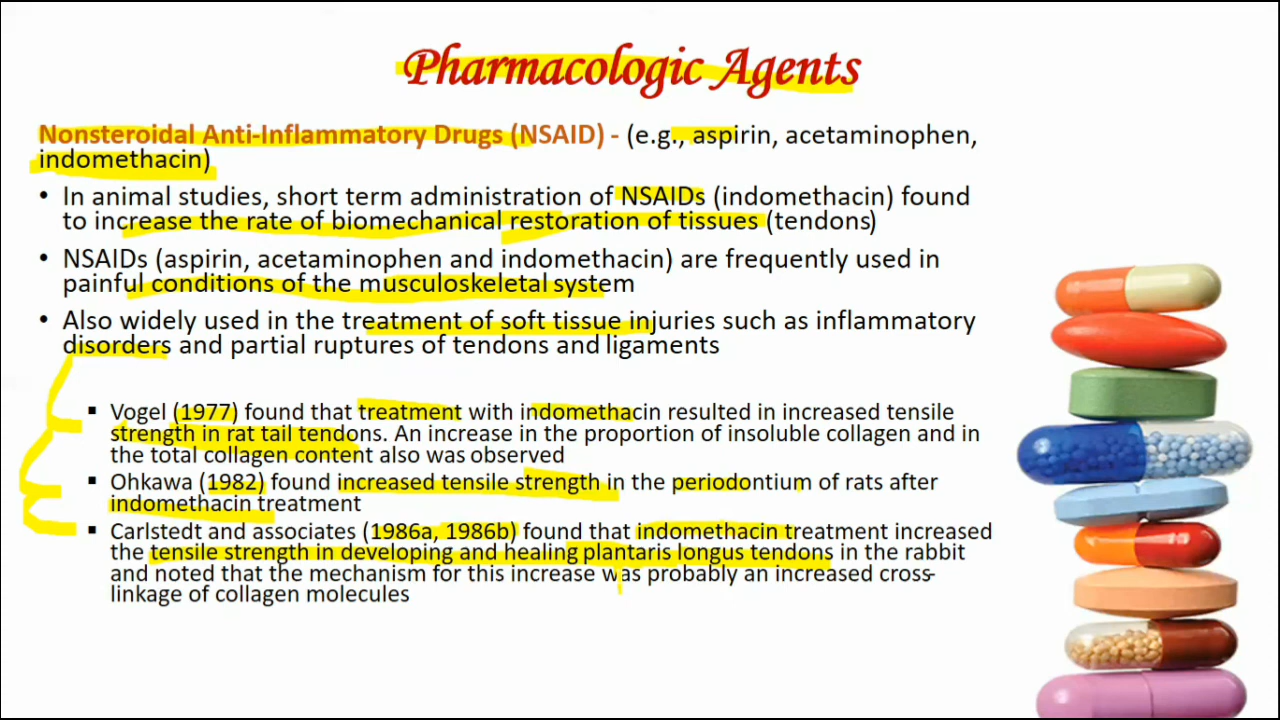 Pharmacologic Agents
Nonsteroidal Anti-Inflammatory Drugs (NSAID) - (e.g., aspirin, acetaminophen,
indomethacin)
• In animal studies, short term administration of NSAIDs (indomethacin) found
to increase the rate of biomechanical restoration of tissues (tendons)
• NSAIDs (aspirin, acetaminophen and indomethacin) are frequently used in
painful conditions of the musculoskeletal system
• Also widely used in the treatment of soft tissue injuries such as inflammatory
disorders and partial ruptures of tendons and ligaments
▪ Vogel (1977) found that treatment with indomethacin resulted in increased tensile
strength in rat tail tendons. An increase in the proportion of insoluble collagen and in
the total collagen content also was observed
▪ Ohkawa (1982) found increased tensile strength in the periodontium of rats after
indomethacin treatment
▪ Carlstedt and associates (1986a, 1986b) found that indomethacin treatment increased
the tensile strength in developing and healing plantaris longus tendons in the rabbit
and noted that the mechanism for this increase was probably an increased cross-
linkage of collagen molecules